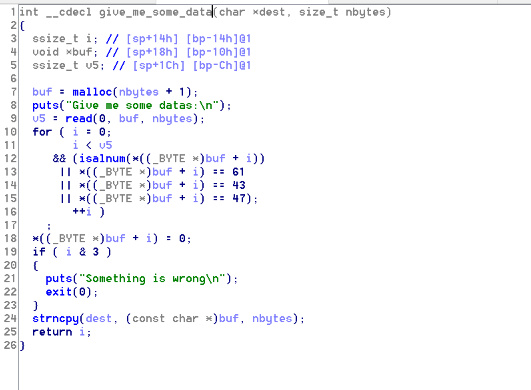 1 int __cdecl give_me_some_data(char *dest, size_t nbytes)
2 {
3   ssize_t i; // [sp+14h] [bp-14h]@1
4   void *buf; // [sp+18h] [bp-10h]@1
5   ssize_t v5; // [sp+1Ch] [bp-Ch]@1
6
7   buf = malloc(nbytes + 1);
8   puts("Give me some datas:\n");
9   v5 = read(0, buf, nbytes);
10   for ( i = 0;
11         i < v5
12      && (isalnum(*((_BYTE *)buf + i))
13       || *((_BYTE *)buf + i) == 61
14       || *((_BYTE *)buf + i) == 43
15       || *((_BYTE *)buf + i) == 47);
16         ++i )
17     ;
18   *((_BYTE *)buf + i) = 0;
19   if ( i & 3 )
20   {
21     puts("Something is wrong\n");
22     exit(0);
23   }
24   strncpy(dest, (const char *)buf, nbytes);
25   return i;
26 }